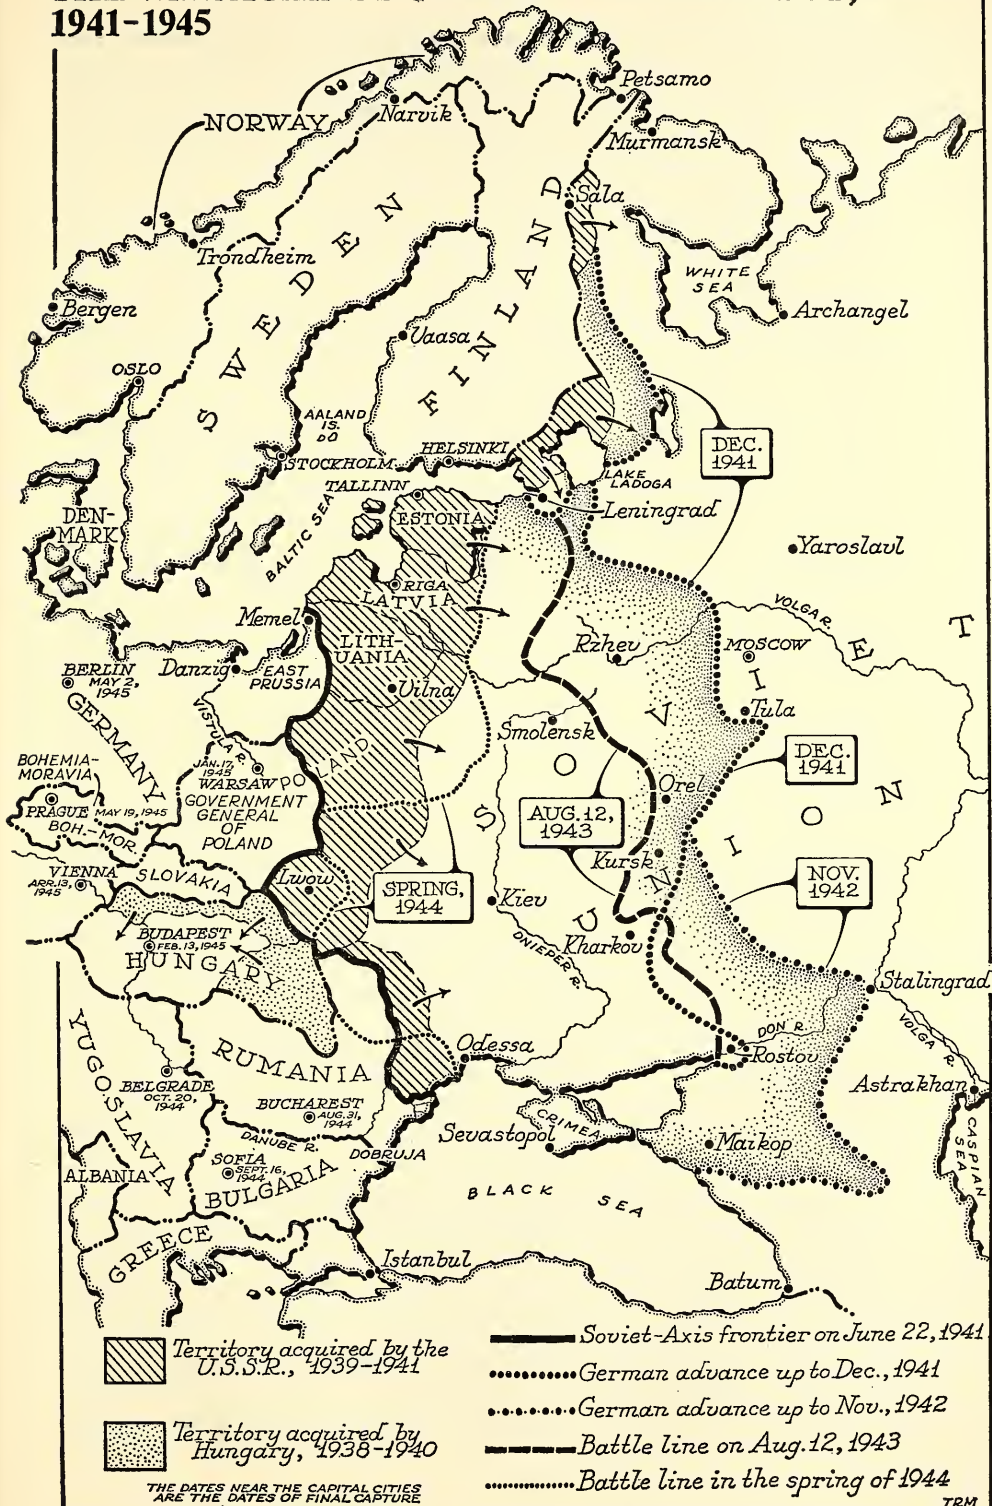 1941-1945
Petsamo
NORWAY
Narvik
Murmansk
Sala
SWEDEN
FINLAND
Trondheim
WHITE
SEA
Bergen
Archangel
Vaasa
OSLO
AALAND
IS.
HELSINKI
DEC.
1941
STOCKHOLM
LAKE
LADOGA
TALLINN
Leningrad
ESTONIA
DEN-
MARK
BALTIC SEA
Yaroslavl
RIGA
LATVIA
VOLGA R.
Memel
LITH-
UANIA
Rzhev
MOSCOW
SOVIET
UNION
BERLIN
MAY 2,
1945
Danzig
EAST
PRUSSIA
Vilna
GERMANY
VISTULA R.
Tula
Smolensk
BOHEMIA-
MORAVIA
JAN. 17,
1945
WARSAW
POLAND
DEC.
1941
Orel
PRAGUE MAY 19, 1945
GOVERNMENT
GENERAL
OF
POLAND
BOH.-MOR.
AUG. 12,
1943
Kursk
VIENNA
APR. 13,
1945
SLOVAKIA
Lwow
SPRING,
1944
Kiev
NOV.
1942
BUDAPEST
FEB. 13, 1945
HUNGARY
Kharkov
DNIEPER R.
Stalingrad
YUGOSLAVIA
RUMANIA
Odessa
DON R.
Rostov
VOLGA R.
BELGRADE
OCT. 20,
1944
BUCHAREST
AUG. 31,
1944
Astrakhan
CRIMEA
Sevastopol
Maikop
CASPIAN
SEA
DANUBE R.
DOBRUJA
SOFIA
SEPT. 16,
1944
ALBANIA
BULGARIA
BLACK SEA
GREECE
Istanbul
Batum
Territory acquired by the
U.S.S.R., 1939-1941
Territory acquired by
Hungary, 1938-1940
THE DATES NEAR THE CAPITAL CITIES
ARE THE DATES OF FINAL CAPTURE
Soviet-Axis frontier on June 22, 1941
German advance up to Dec., 1941
German advance up to Nov., 1942
Battle line on Aug. 12, 1943
Battle line in the spring of 1944
TRM